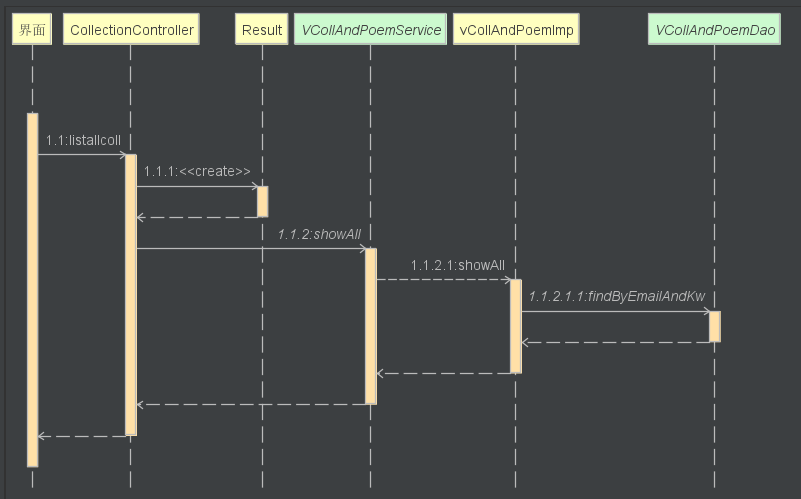 界面
CollectionController
Result
VCollAndPoemService
vCollAndPoemImp
VCollAndPoemDao
1.1:listallcoll
1.1.1:<<create>>
1.1.2:showAll
1.1.2.1:showAll
1.1.2.1.1:findByEmailAndKw